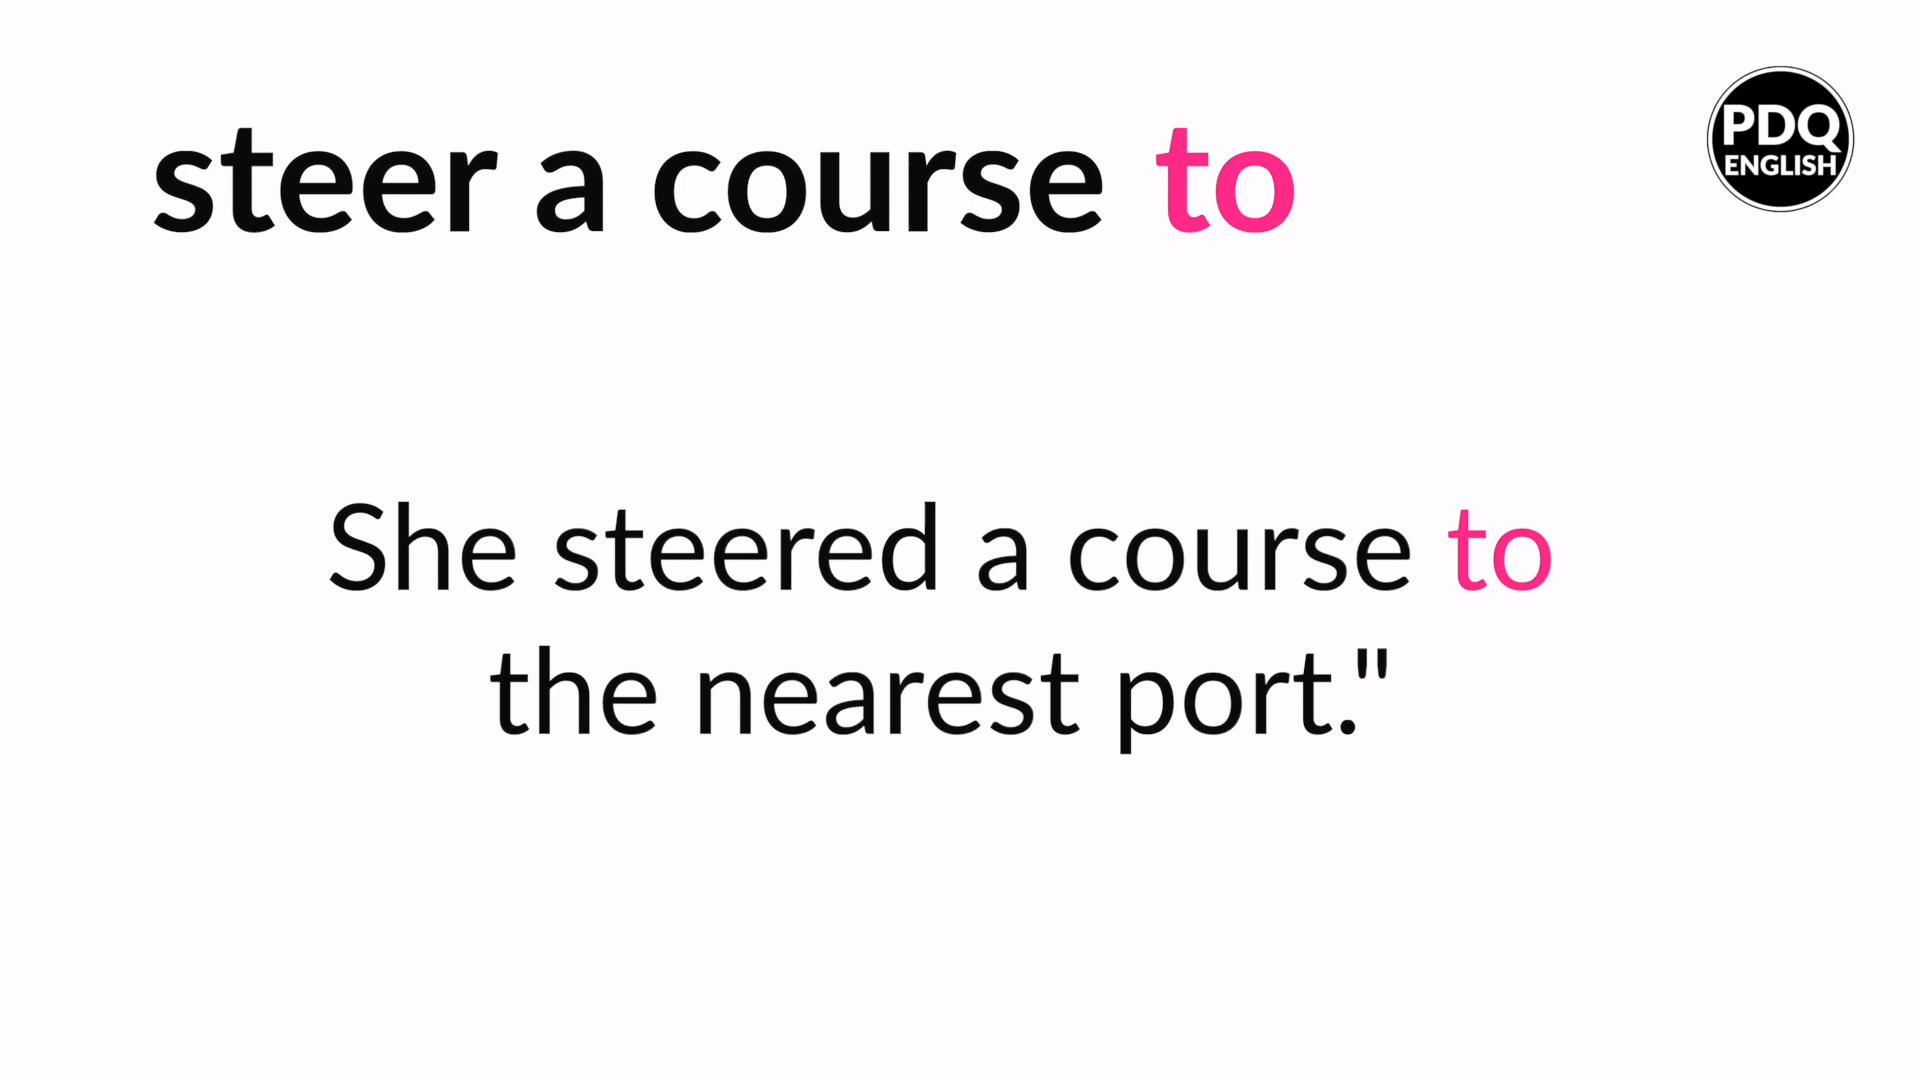 steer a course to
PDQ
ENGLISH
She steered a course to
the nearest port."